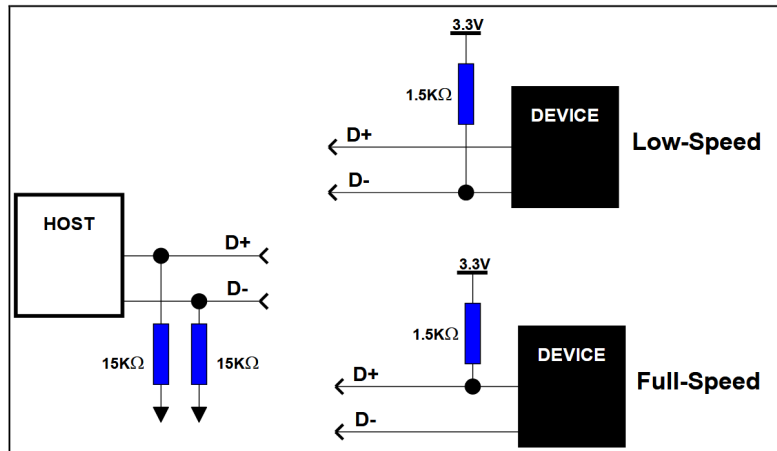 3.3V
1.5KΩ
DEVICE
D+
Low-Speed
D-
HOST
D+
D-
15KΩ
15KΩ
3.3V
1.5KΩ
DEVICE
D+
Full-Speed
D-